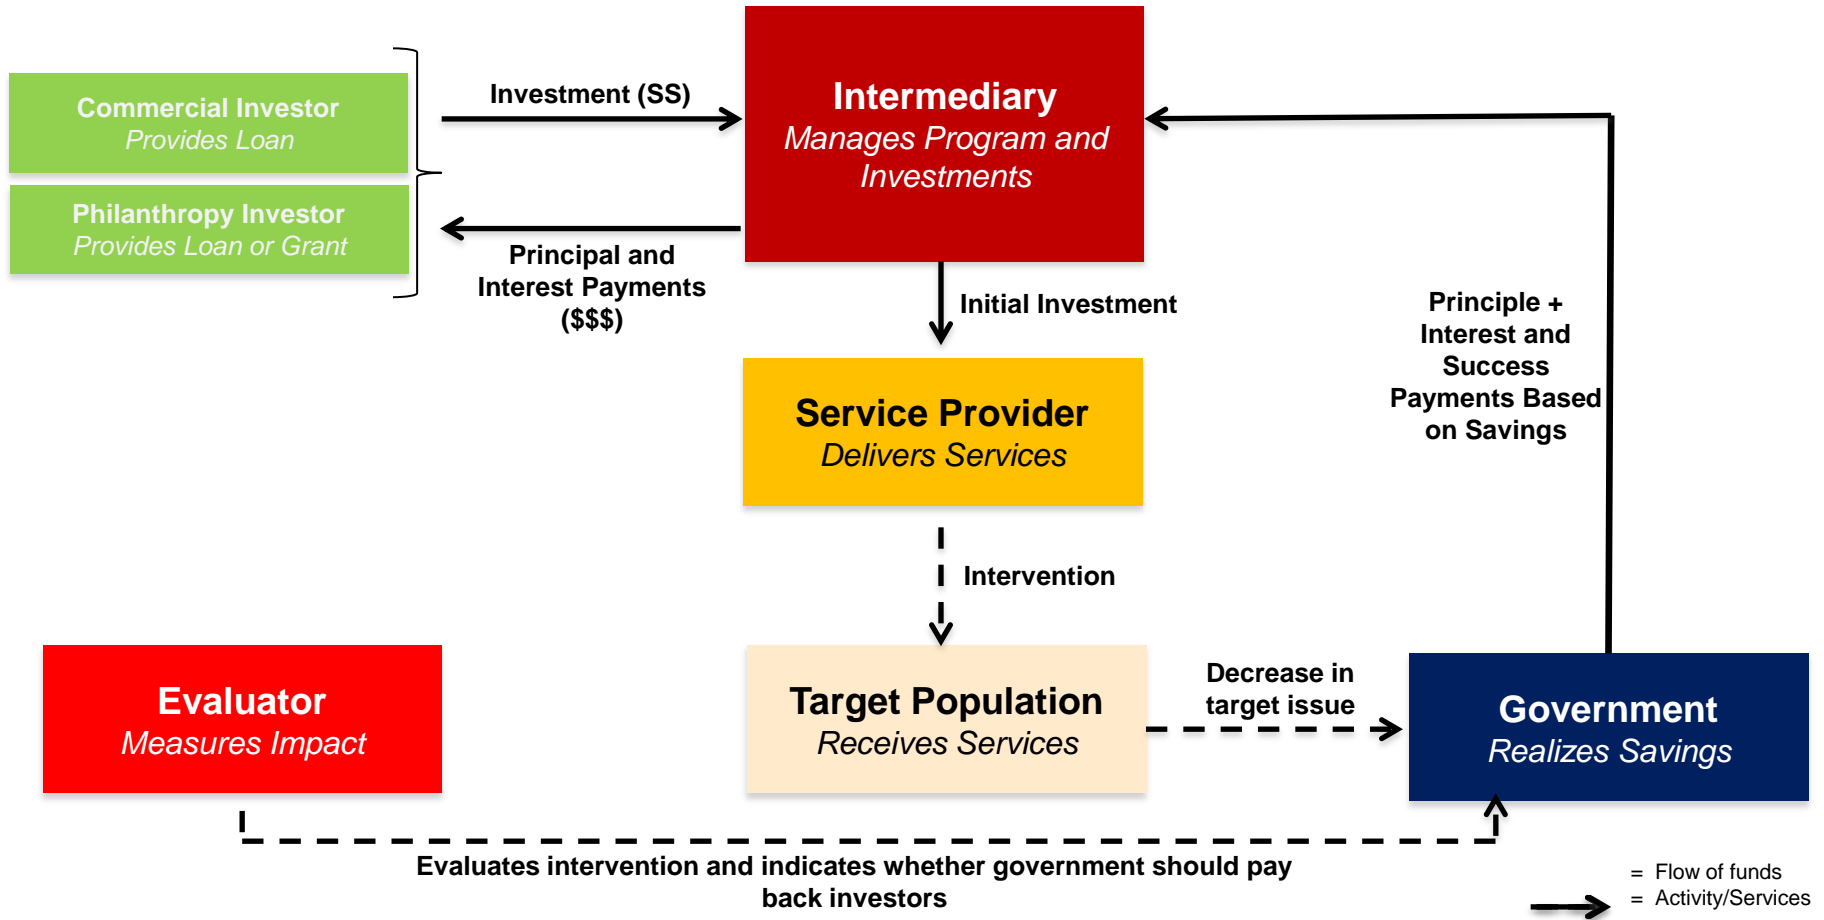 Commercial Investor
Provides Loan
Philanthropy Investor
Provides Loan or Grant
Investment (SS)
Principal and
Interest Payments
($$$)
Intermediary
Manages Program and
Investments
Initial Investment
Service Provider
Delivers Services
Intervention
Principle +
Interest and
Success
Payments Based
on Savings
Evaluator
Measures Impact
Target Population
Receives Services
Decrease in
target issue
Government
Realizes Savings
Evaluates intervention and indicates whether government should pay
back investors
= Flow of funds
= Activity/Services